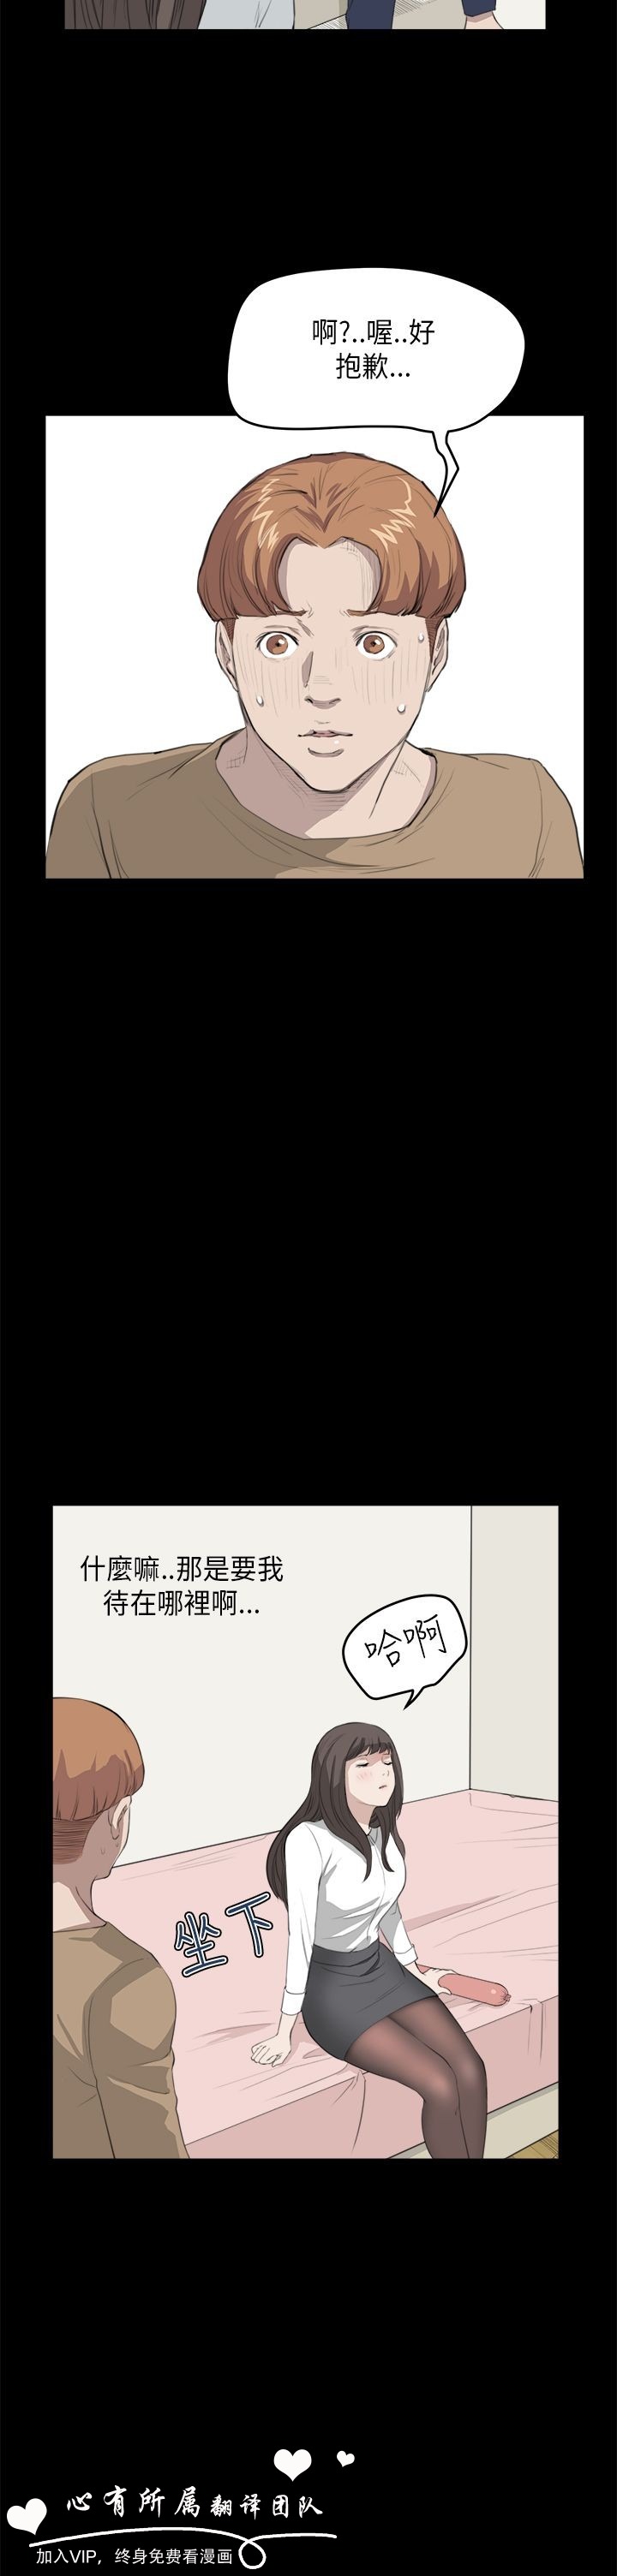 啊?..喔..好
抱歉...
什麼嘛..那是要我
待在哪裡啊...
哈啊
坐下
心有所属翻译团队
加入VIP，终身免费看漫画